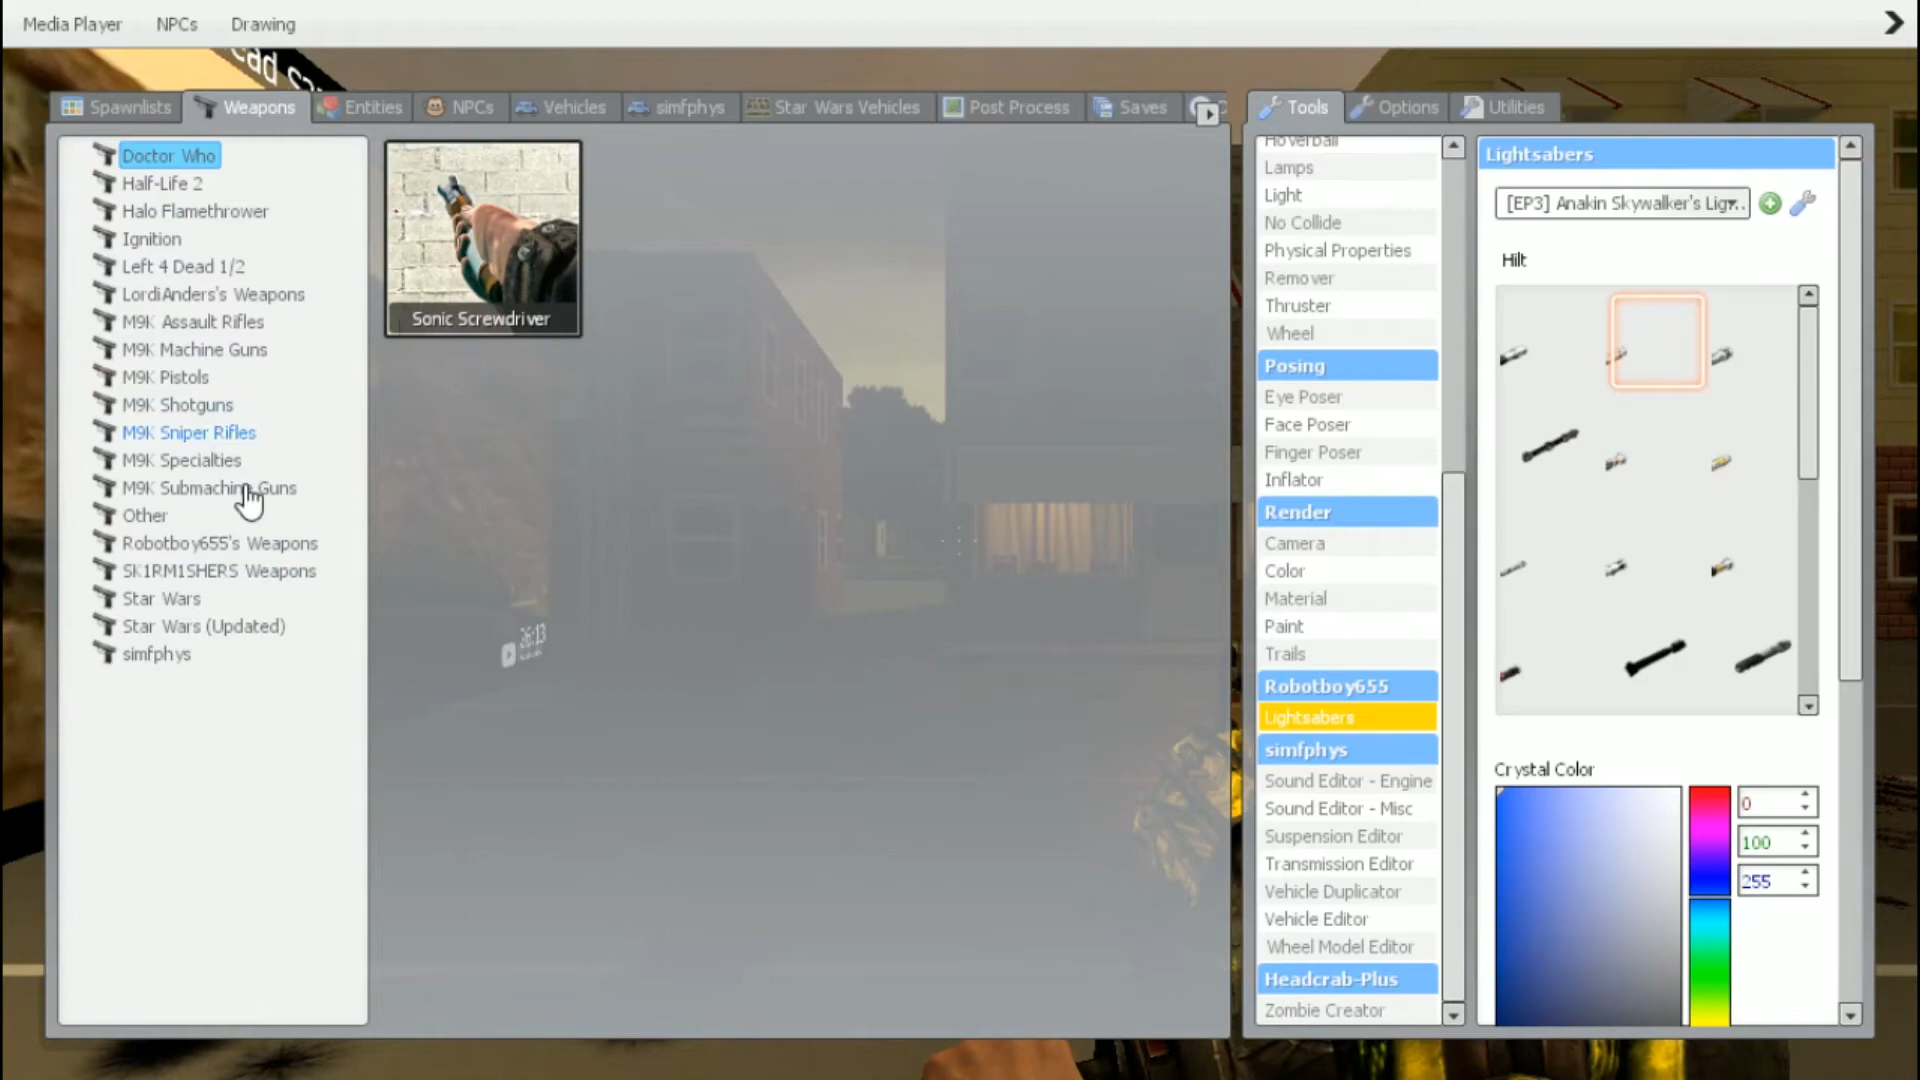 Media Player NPCs Drawing
Spawnlists Weapons Entities NPCs Vehicles simfphys Star Wars Vehicles Post Process Saves
Doctor Who
Half-Life 2
Halo Flamethrower
Ignition
Left 4 Dead 1/2
LordiAnders's Weapons
M9K Assault Rifles
M9K Machine Guns
M9K Pistols
M9K Shotguns
M9K Sniper Rifles
M9K Specialties
M9K Submachine Guns
Other
Robotboy655's Weapons
SK1RM1SHERS Weapons
Star Wars
Star Wars (Updated)
simfphys
Sonic Screwdriver
26:13
Tools Options Utilities
Hoverball
Lamps
Light
No Collide
Physical Properties
Remover
Thruster
Wheel
Posing
Eye Poser
Face Poser
Finger Poser
Inflator
Render
Camera
Color
Material
Paint
Trails
Robotboy655
Lightsabers
simfphys
Sound Editor - Engine
Sound Editor - Misc
Suspension Editor
Transmission Editor
Vehicle Duplicator
Vehicle Editor
Wheel Model Editor
Headcrab-Plus
Zombie Creator
Lightsabers
[EP3] Anakin Skywalker's Lig...
Hilt
Crystal Color
0
100
255